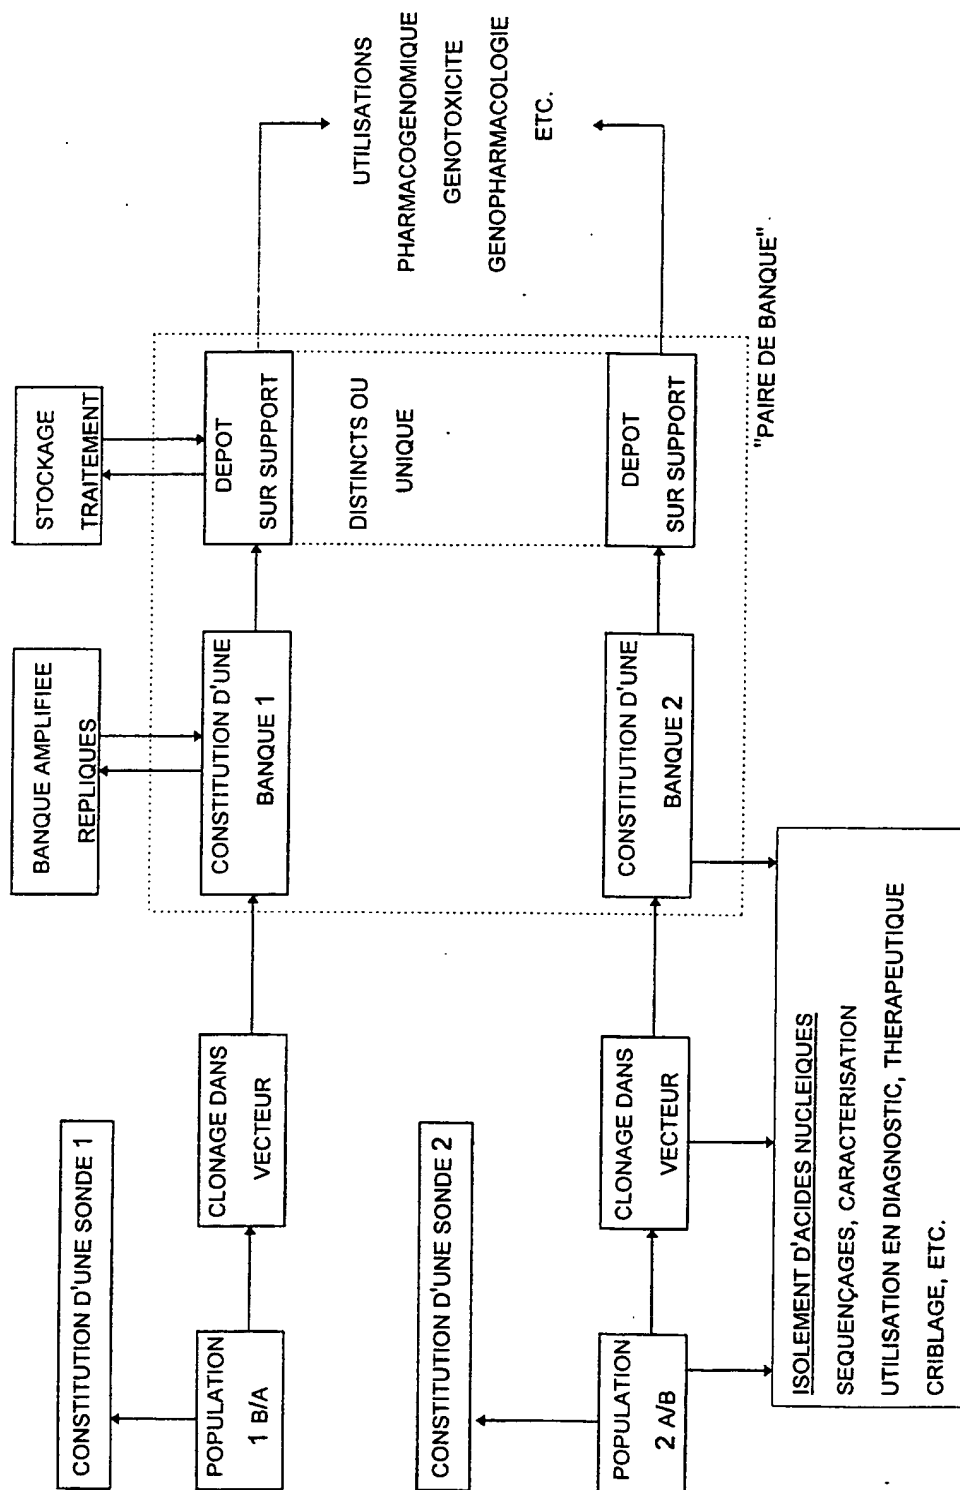 CONSTITUTION D'UNE SONDE 1
POPULATION
1 B/A
CLONAGE DANS
VECTEUR
BANQUE AMPLIFIEE
REPLIQUES
CONSTITUTION D'UNE
BANQUE 1
STOCKAGE
TRAITEMENT
DEPOT
SUR SUPPORT
DISTINCTS OU
UNIQUE
UTILISATIONS
PHARMACOGENOMIQUE
GENOTOXICITE
GENOPHARMACOLOGIE
ETC.
CONSTITUTION D'UNE SONDE 2
POPULATION
2 A/B
CLONAGE DANS
VECTEUR
CONSTITUTION D'UNE
BANQUE 2
DEPOT
SUR SUPPORT
"PAIRE DE BANQUE"
ISOLEMENT D'ACIDES NUCLEIQUES
SEQUENÇAGES, CARACTERISATION
UTILISATION EN DIAGNOSTIC, THERAPEUTIQUE
CRIBLAGE, ETC.